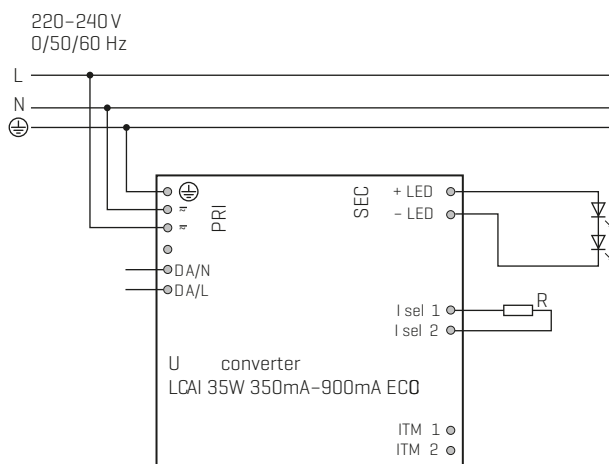 220–240 V
0/50/60 Hz
L
N
PRI
SEC
+ LED
– LED
DA/N
DA/L
I sel 1
I sel 2
R
U converter
LCAI 35W 350mA–900mA ECO
ITM 1
ITM 2